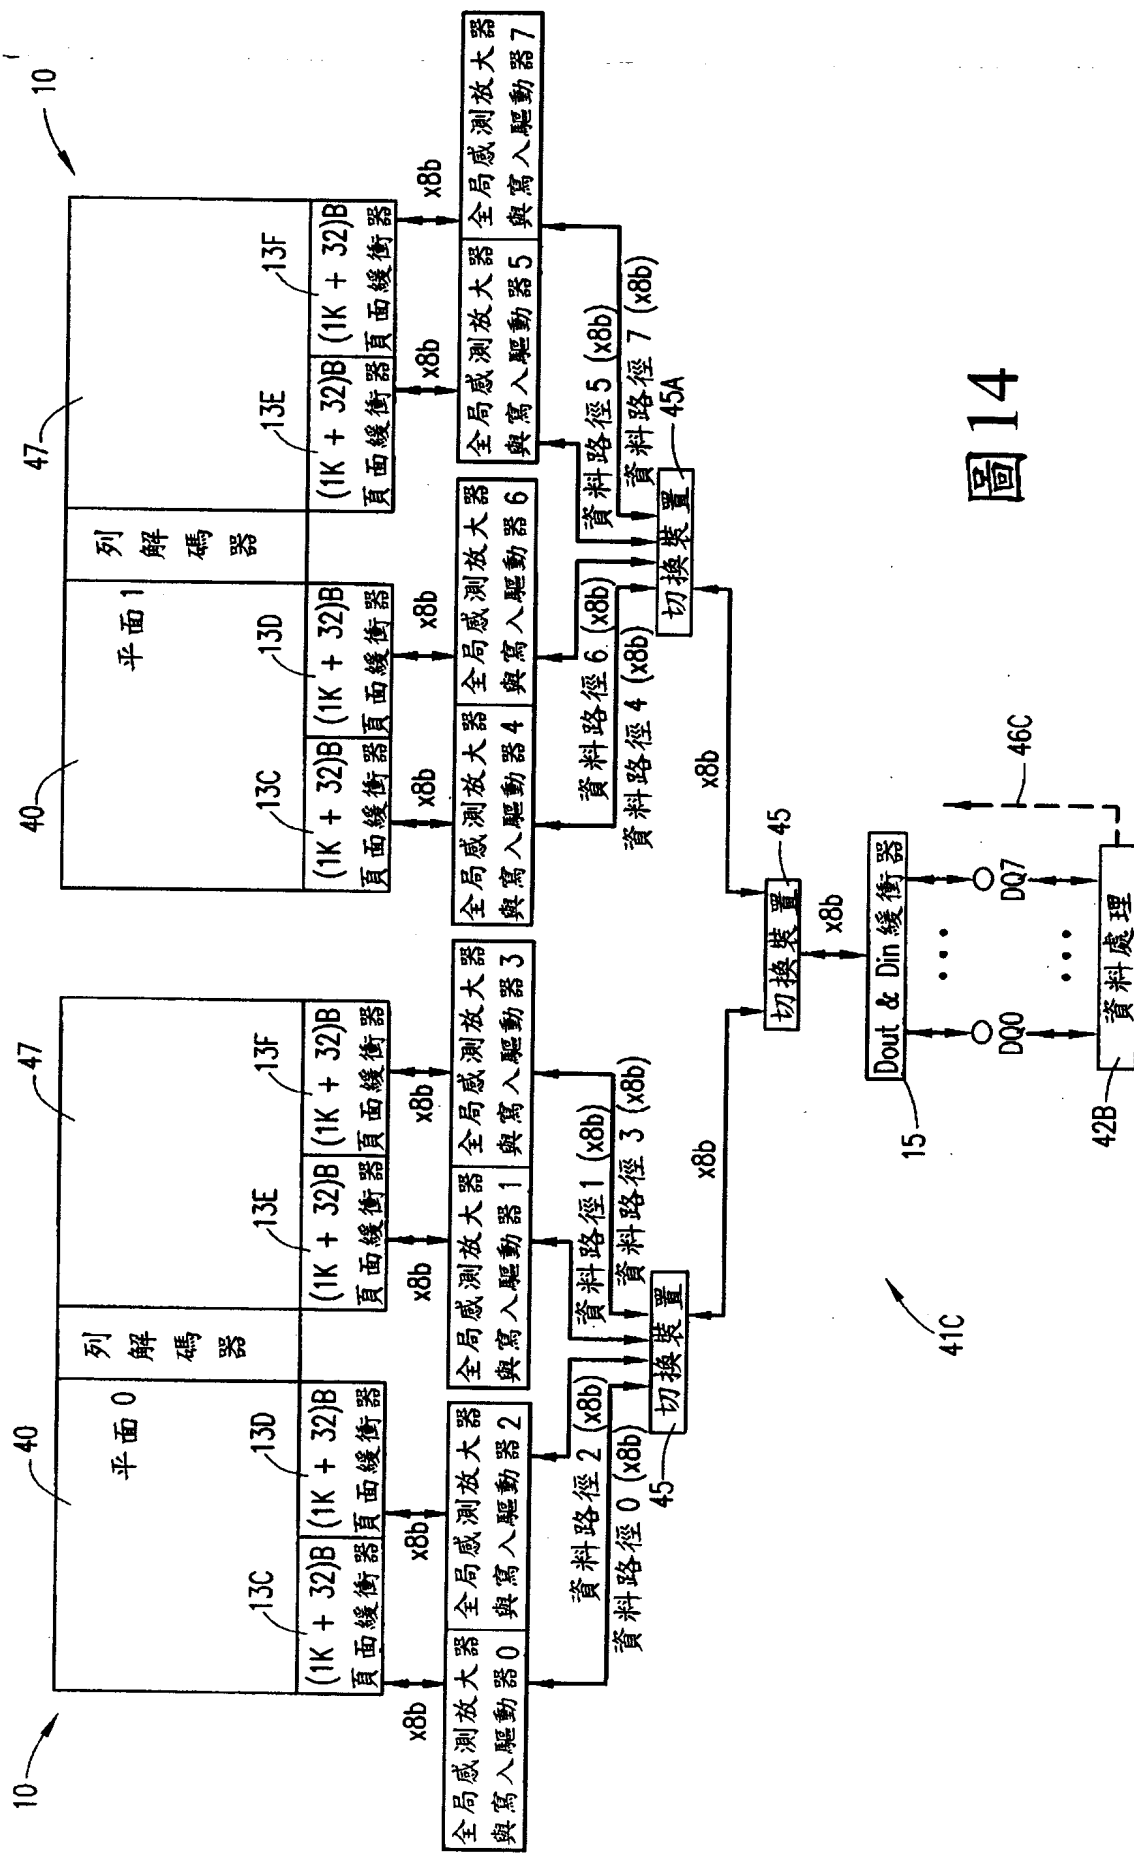 10
40
47
平面0
列解碼器
13C
13D
13E
13F
(1K + 32)B
頁面緩衝器
(1K + 32)B
頁面緩衝器
(1K + 32)B
頁面緩衝器
(1K + 32)B
頁面緩衝器
x8b
x8b
x8b
x8b
全局感測放大器
與寫入驅動器0
全局感測放大器
與寫入驅動器2
全局感測放大器
與寫入驅動器1
全局感測放大器
與寫入驅動器3
資料路徑2 (x8b)
資料路徑0 (x8b)
資料路徑1 (x8b)
資料路徑3 (x8b)
45
切換裝置
x8b
40
47
10
平面1
列解碼器
13C
13D
13E
13F
(1K + 32)B
頁面緩衝器
(1K + 32)B
頁面緩衝器
(1K + 32)B
頁面緩衝器
(1K + 32)B
頁面緩衝器
x8b
x8b
x8b
x8b
全局感測放大器
與寫入驅動器4
全局感測放大器
與寫入驅動器6
全局感測放大器
與寫入驅動器5
全局感測放大器
與寫入驅動器7
資料路徑6 (x8b)
資料路徑4 (x8b)
資料路徑5 (x8b)
資料路徑7 (x8b)
切換裝置
45A
x8b
切換裝置
45
x8b
15
Dout & Din緩衝器
DQ0
DQ7
42B
資料處理
46C
41C
圖14